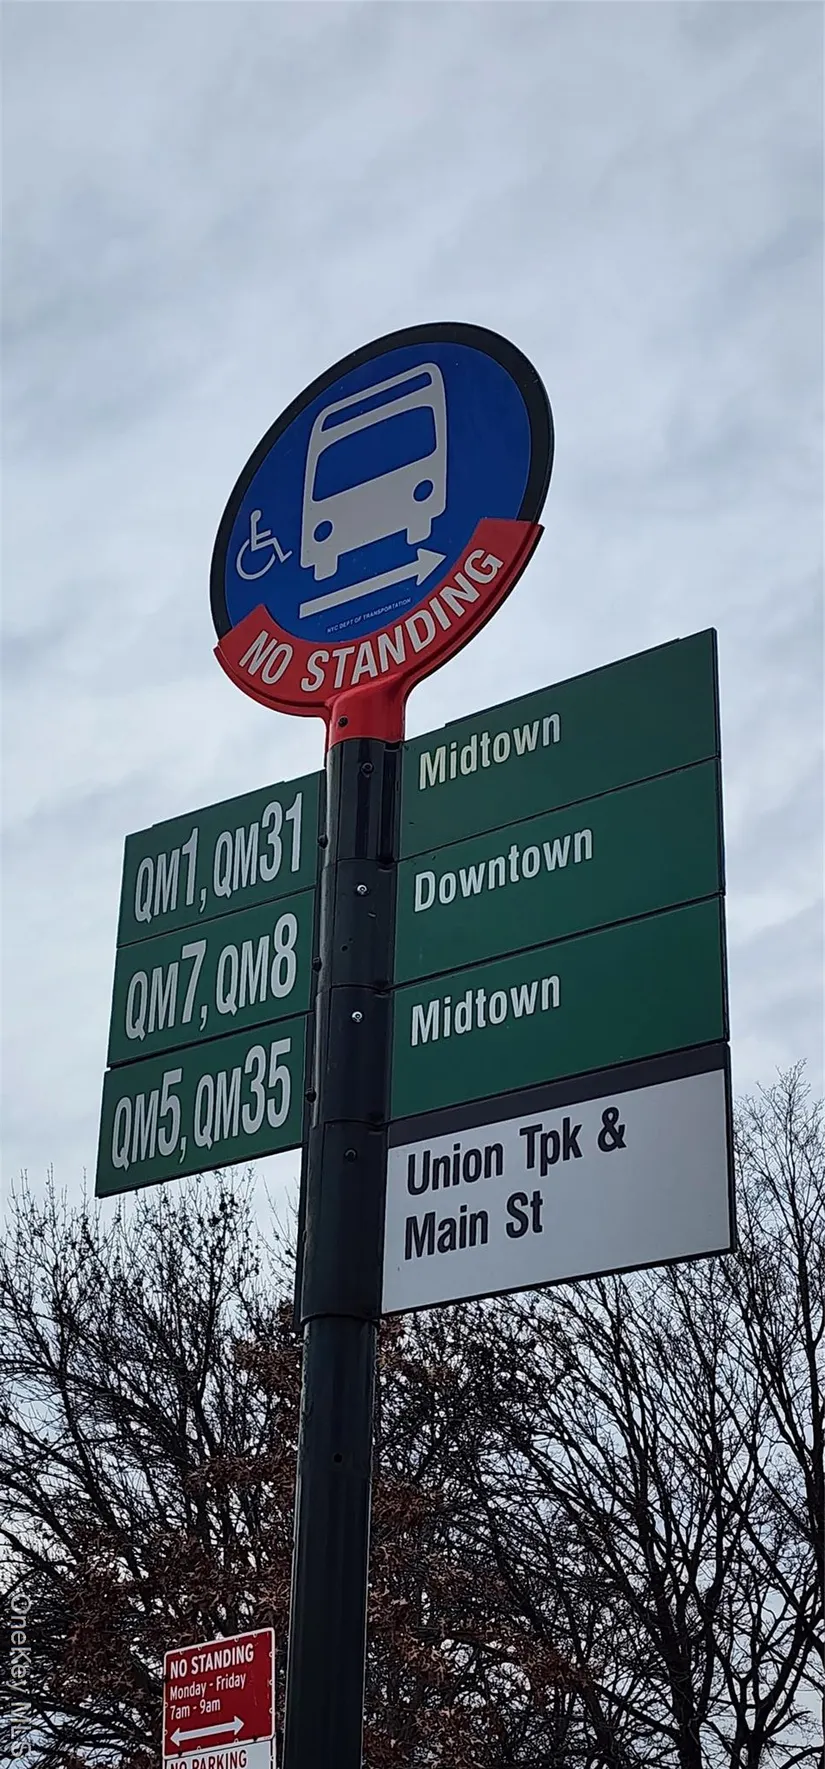 NYC DEPT OF TRANSPORTATION
NO STANDING
QM1, QM31
Midtown
QM7, QM8
Downtown
QM5, QM35
Midtown
Union Tpk &
Main St
NO STANDING
Monday - Friday
7am - 9am
NO PARKING
OneKey MLS